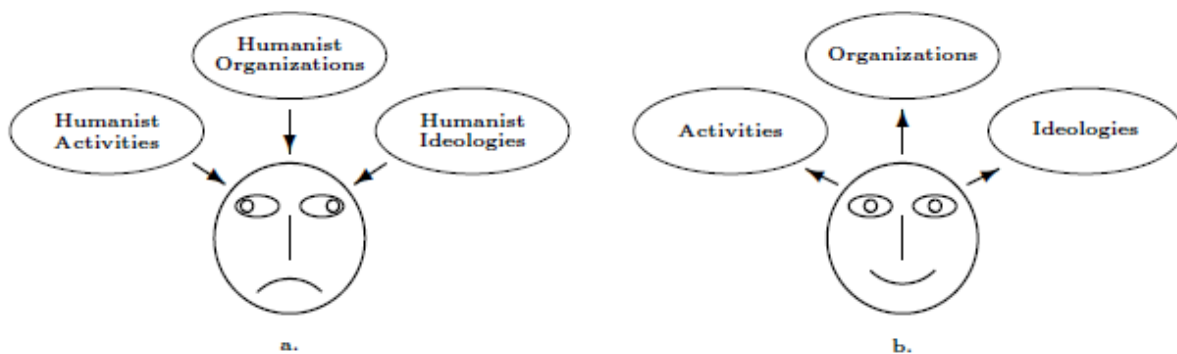 Humanist
Organizations
Humanist
Activities
Humanist
Ideologies
a.
Organizations
Activities
Ideologies
b.